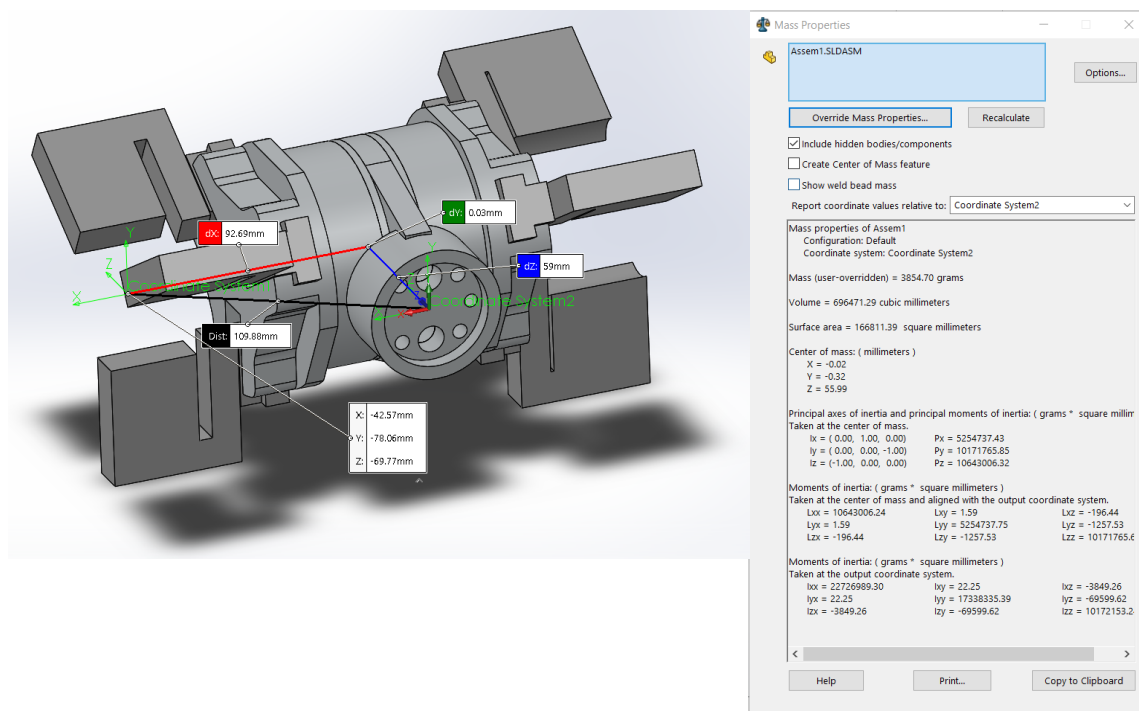 Mass Properties
Assem1.SLDASM
Options...
Override Mass Properties...
Recalculate
Include hidden bodies/components
Create Center of Mass feature
Show weld bead mass
Report coordinate values relative to: Coordinate System2
Mass properties of Assem1
Configuration: Default
Coordinate system: Coordinate System2
Mass (user-overridden) = 3854.70 grams
Volume = 696471.29 cubic millimeters
Surface area = 166811.39 square millimeters
Center of mass: ( millimeters )
X = -0.02
Y = -0.32
Z = 55.99
Principal axes of inertia and principal moments of inertia: ( grams * square millim
Taken at the center of mass.
Ix = ( 0.00, 1.00, 0.00) Px = 5254737.43
Iy = ( 0.00, 0.00, -1.00) Py = 10171765.85
Iz = (-1.00, 0.00, 0.00) Pz = 10643006.32
Moments of inertia: ( grams * square millimeters )
Taken at the center of mass and aligned with the output coordinate system.
Lxx = 10643006.24 Lxy = 1.59 Lxz = -196.44
Lyx = 1.59 Lyy = 5254737.75 Lyz = -1257.53
Lzx = -196.44 Lzy = -1257.53 Lzz = 10171765.6
Moments of inertia: ( grams * square millimeters )
Taken at the output coordinate system.
Ixx = 22726989.30 Ixy = 22.25 Ixz = -3849.26
Iyx = 22.25 Iyy = 17338335.39 Iyz = -69599.62
Izx = -3849.26 Izy = -69599.62 Izz = 10172153.2
Help
Print...
Copy to Clipboard
dY: 0.03mm
dX: 92.69mm
dZ: 59mm
Y
Z
X
Coordinate System1
Y
Coordinate System2
X
Dist: 109.88mm
X: -42.57mm
Y: -78.06mm
Z: -69.77mm